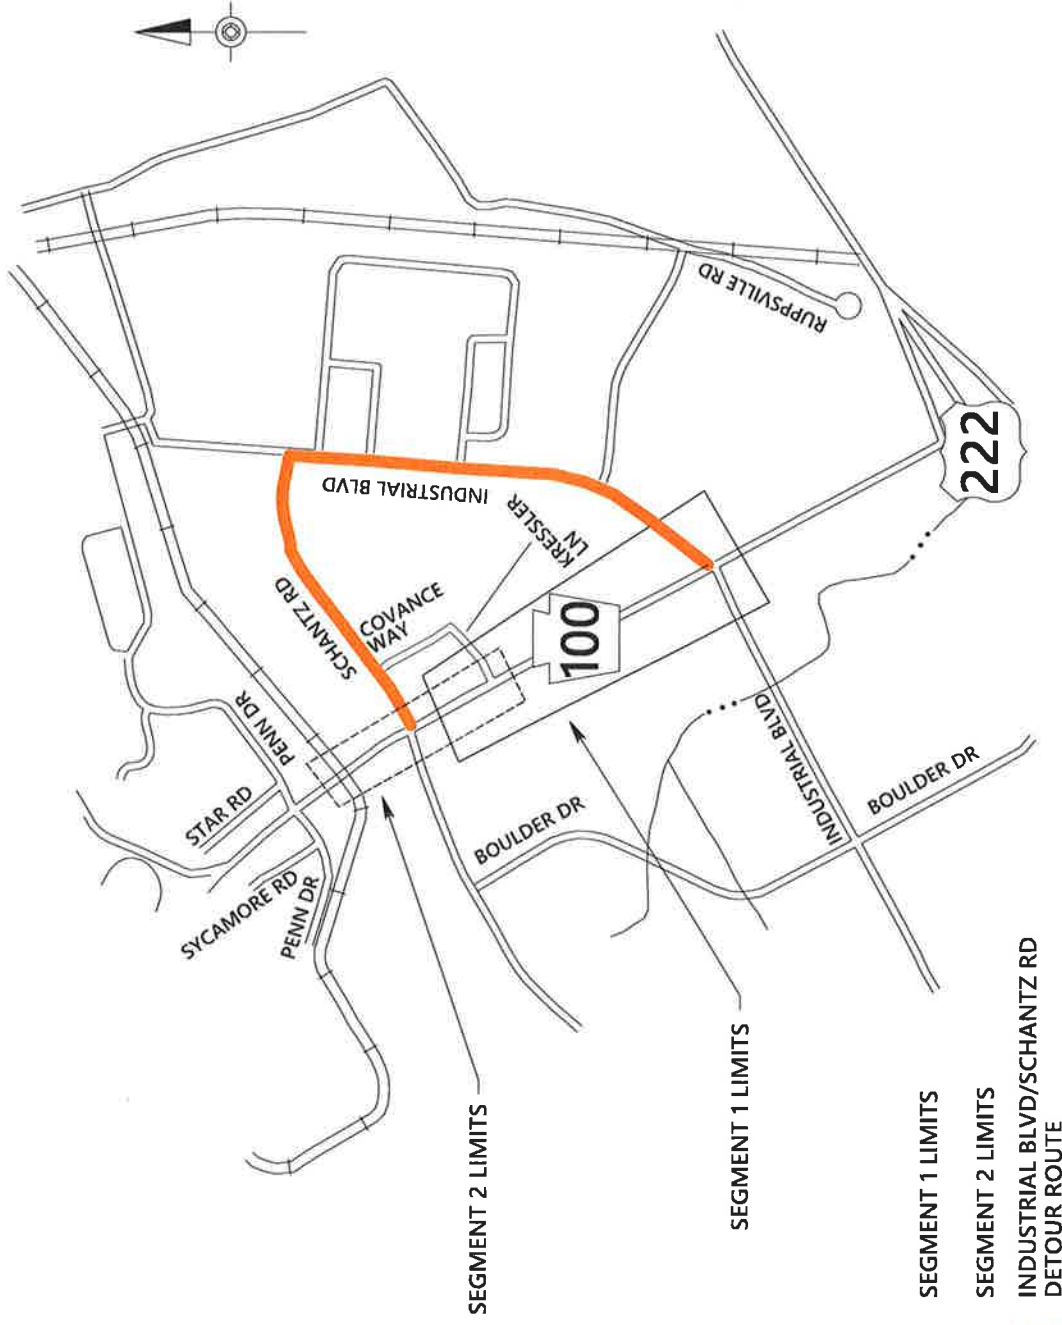 RUPPSVILLE RD
INDUSTRIAL BLVD
KRESSLER
LN
SCHANTZ RD
COVANCE
WAY
PENN DR
STAR RD
SYCAMORE RD
PENN DR
100
222
BOULDER DR
INDUSTRIAL BLVD
BOULDER DR
SEGMENT 2 LIMITS
SEGMENT 1 LIMITS
SEGMENT 1 LIMITS
SEGMENT 2 LIMITS
INDUSTRIAL BLVD/SCHANTZ RD
DETOUR ROUTE